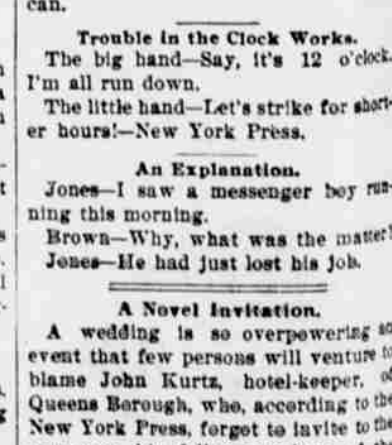 can.
Trouble in the Clock Works.
The big hand—Say, it's 12 o'clock.
I'm all run down.
The little hand—Let's strike for short-
er hours!—New York Press.
An Explanation.
Jones—I saw a messenger boy run-
ning this morning.
Brown—Why, what was the matter?
Jones—He had just lost his job.
A Novel Invitation.
A wedding is so overpowering an
event that few persons will venture to
blame John Kurtz, hotel-keeper, of
Queens Borough, who, according to the
New York Press, forgot to invite to the